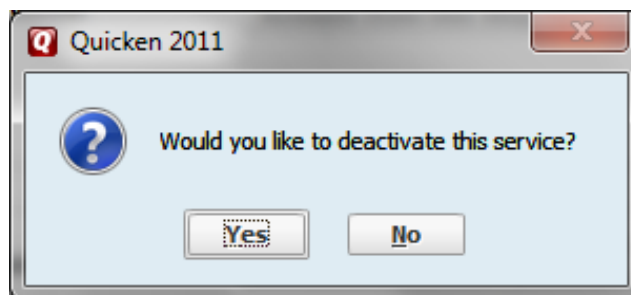 Quicken 2011
Would you like to deactivate this service?
Yes No